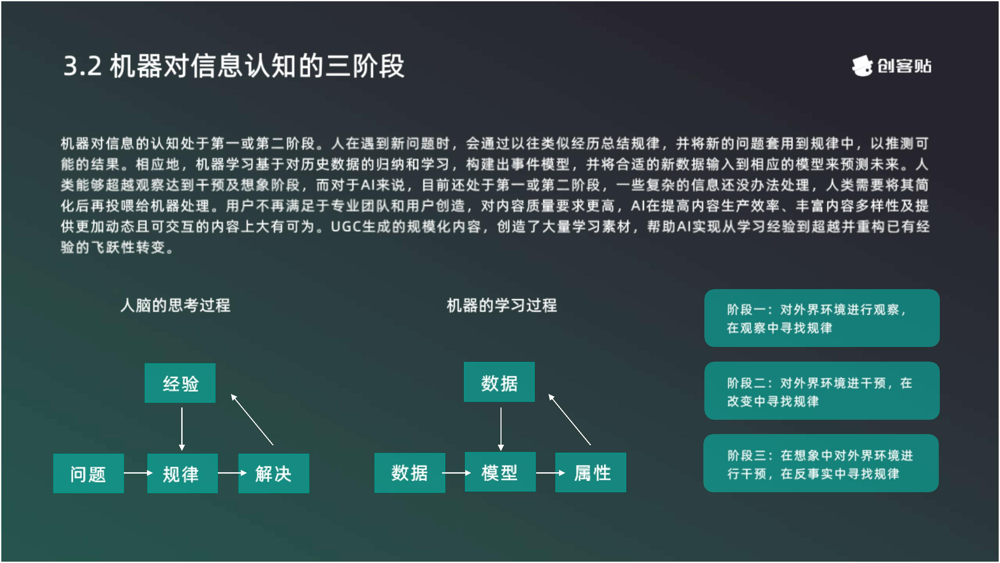 3.2 机器对信息认知的三阶段
创客贴
机器对信息的认知处于第一或第二阶段。人在遇到新问题时，会通过以往类似经历总结规律，并将新的问题套用到规律中，以推测可
能的结果。相应地，机器学习基于对历史数据的归纳和学习，构建出事件模型，并将合适的新数据输入到相应的模型来预测未来。人
类能够超越观察达到干预及想象阶段，而对于AI来说，目前还处于第一或第二阶段，一些复杂的信息还没办法处理，人类需要将其简
化后再投喂给机器处理。用户不再满足于专业团队和用户创造，对内容质量要求更高，AI在提高内容生产效率、丰富内容多样性及提
供更加动态且可交互的内容上大有可为。UGC生成的规模化内容，创造了大量学习素材，帮助AI实现从学习经验到超越并重构已有经
验的飞跃性转变。
人脑的思考过程
经验
问题
规律
解决
机器的学习过程
数据
数据
模型
属性
阶段一：对外界环境进行观察，
在观察中寻找规律
阶段二：对外界环境进干预，在
改变中寻找规律
阶段三：在想象中对外界环境进
行干预，在反事实中寻找规律